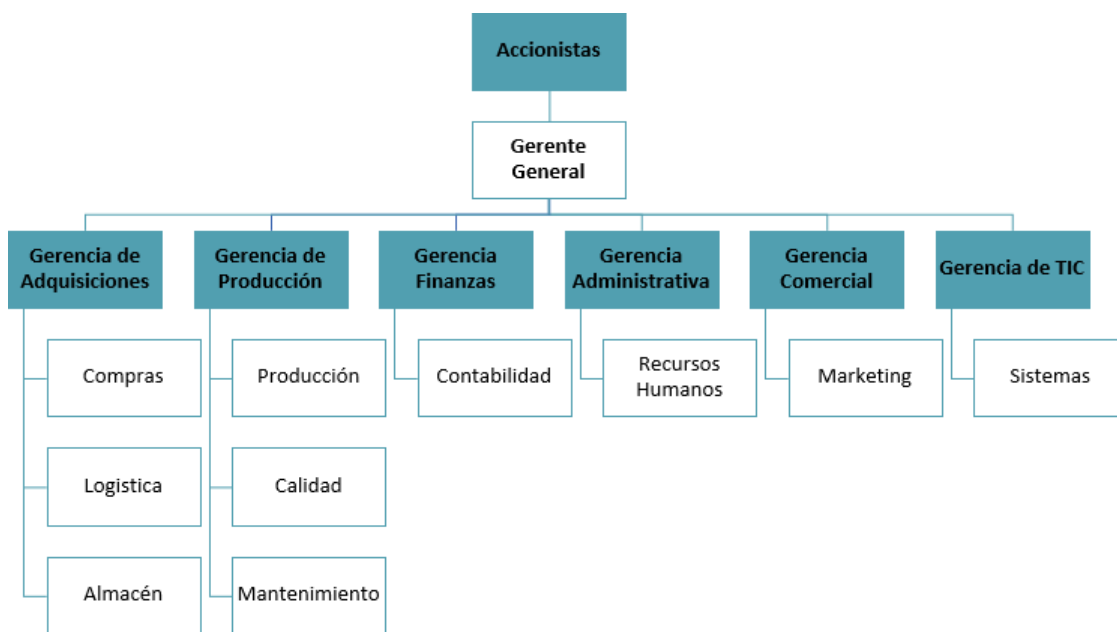 Accionistas
Gerente
General
Gerencia de
Adquisiciones
Gerencia de
Producción
Gerencia
Finanzas
Gerencia
Administrativa
Gerencia
Comercial
Gerencia de TIC
Compras
Producción
Contabilidad
Recursos
Humanos
Marketing
Sistemas
Logistica
Calidad
Almacén
Mantenimiento